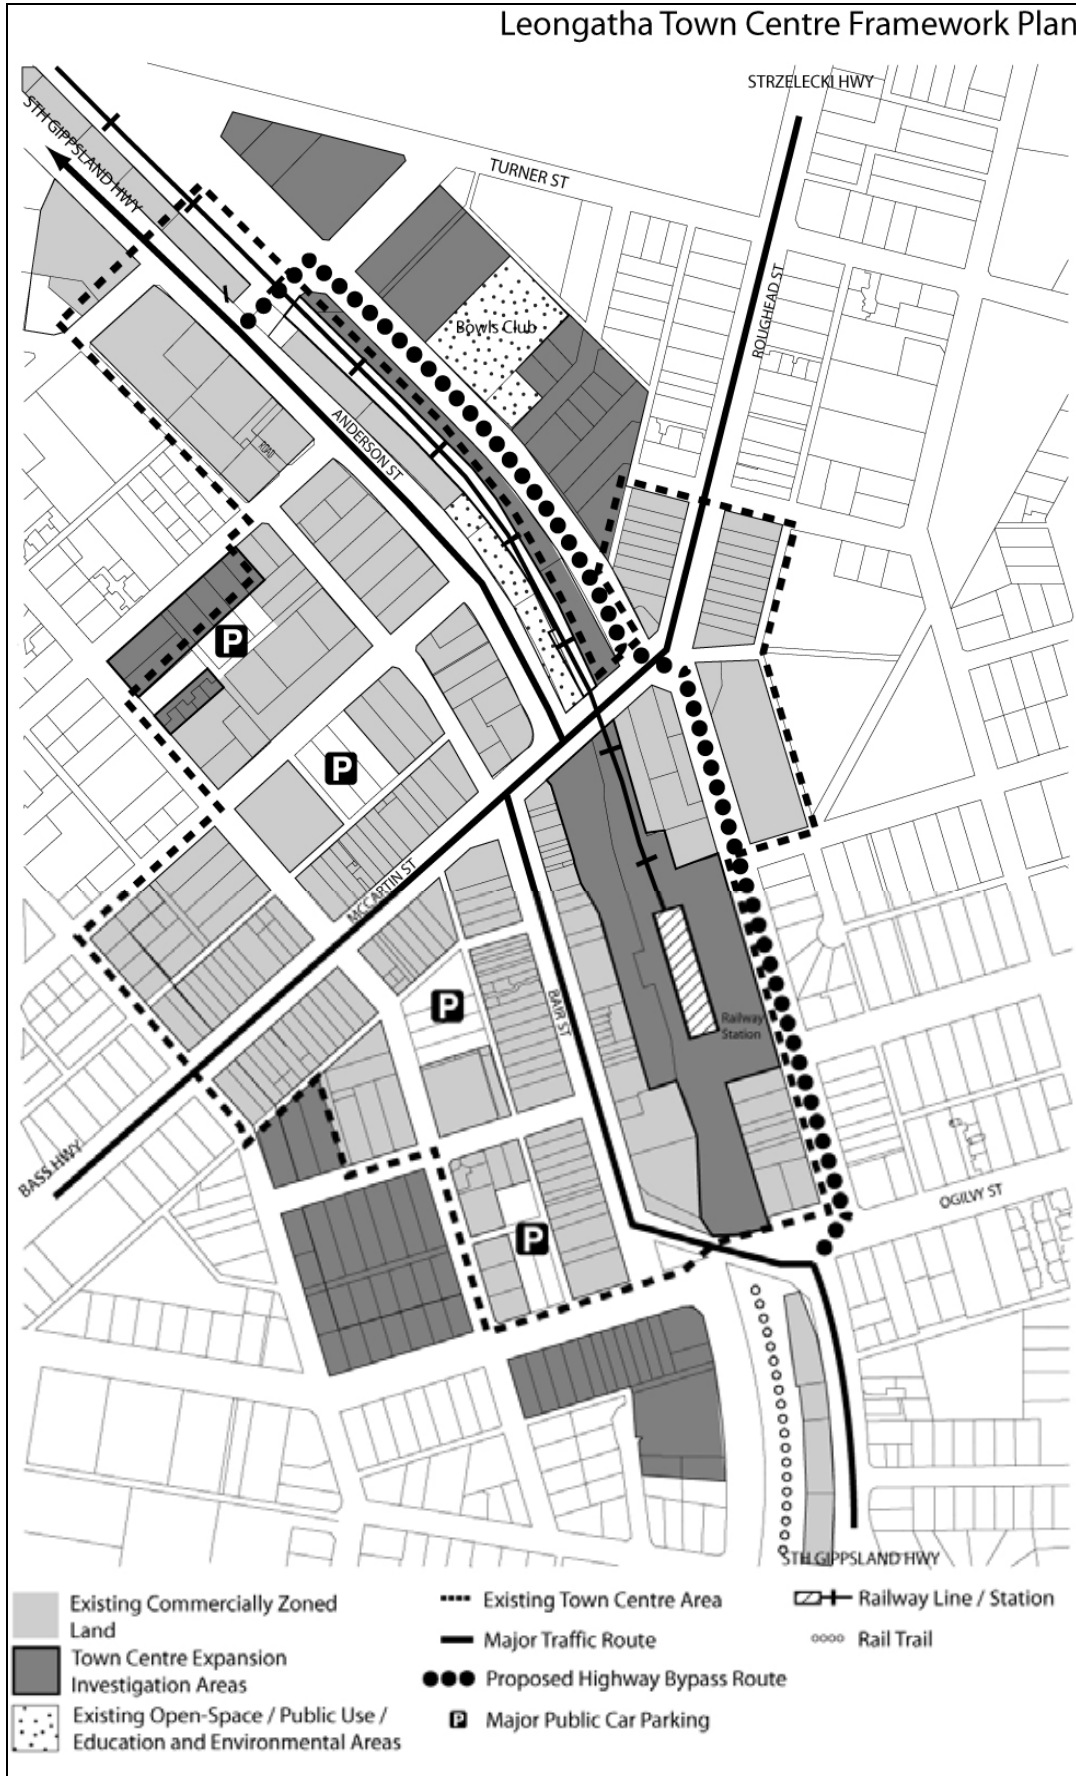 Leongatha Town Centre Framework Plan
STRZELECKI HWY
STH GIPPSLAND HWY
TURNER ST
ROUGHEAD ST
Bowls Club
ANDERSON ST
ROAD
P
P
MCCARTIN ST
P
BAIR ST
Railway
Station
BASS HWY
OGILVY ST
P
STH GIPPSLAND HWY
Existing Commercially Zoned
Land
Town Centre Expansion
Investigation Areas
Existing Open-Space / Public Use /
Education and Environmental Areas
Existing Town Centre Area
Major Traffic Route
Proposed Highway Bypass Route
P Major Public Car Parking
Railway Line / Station
Rail Trail